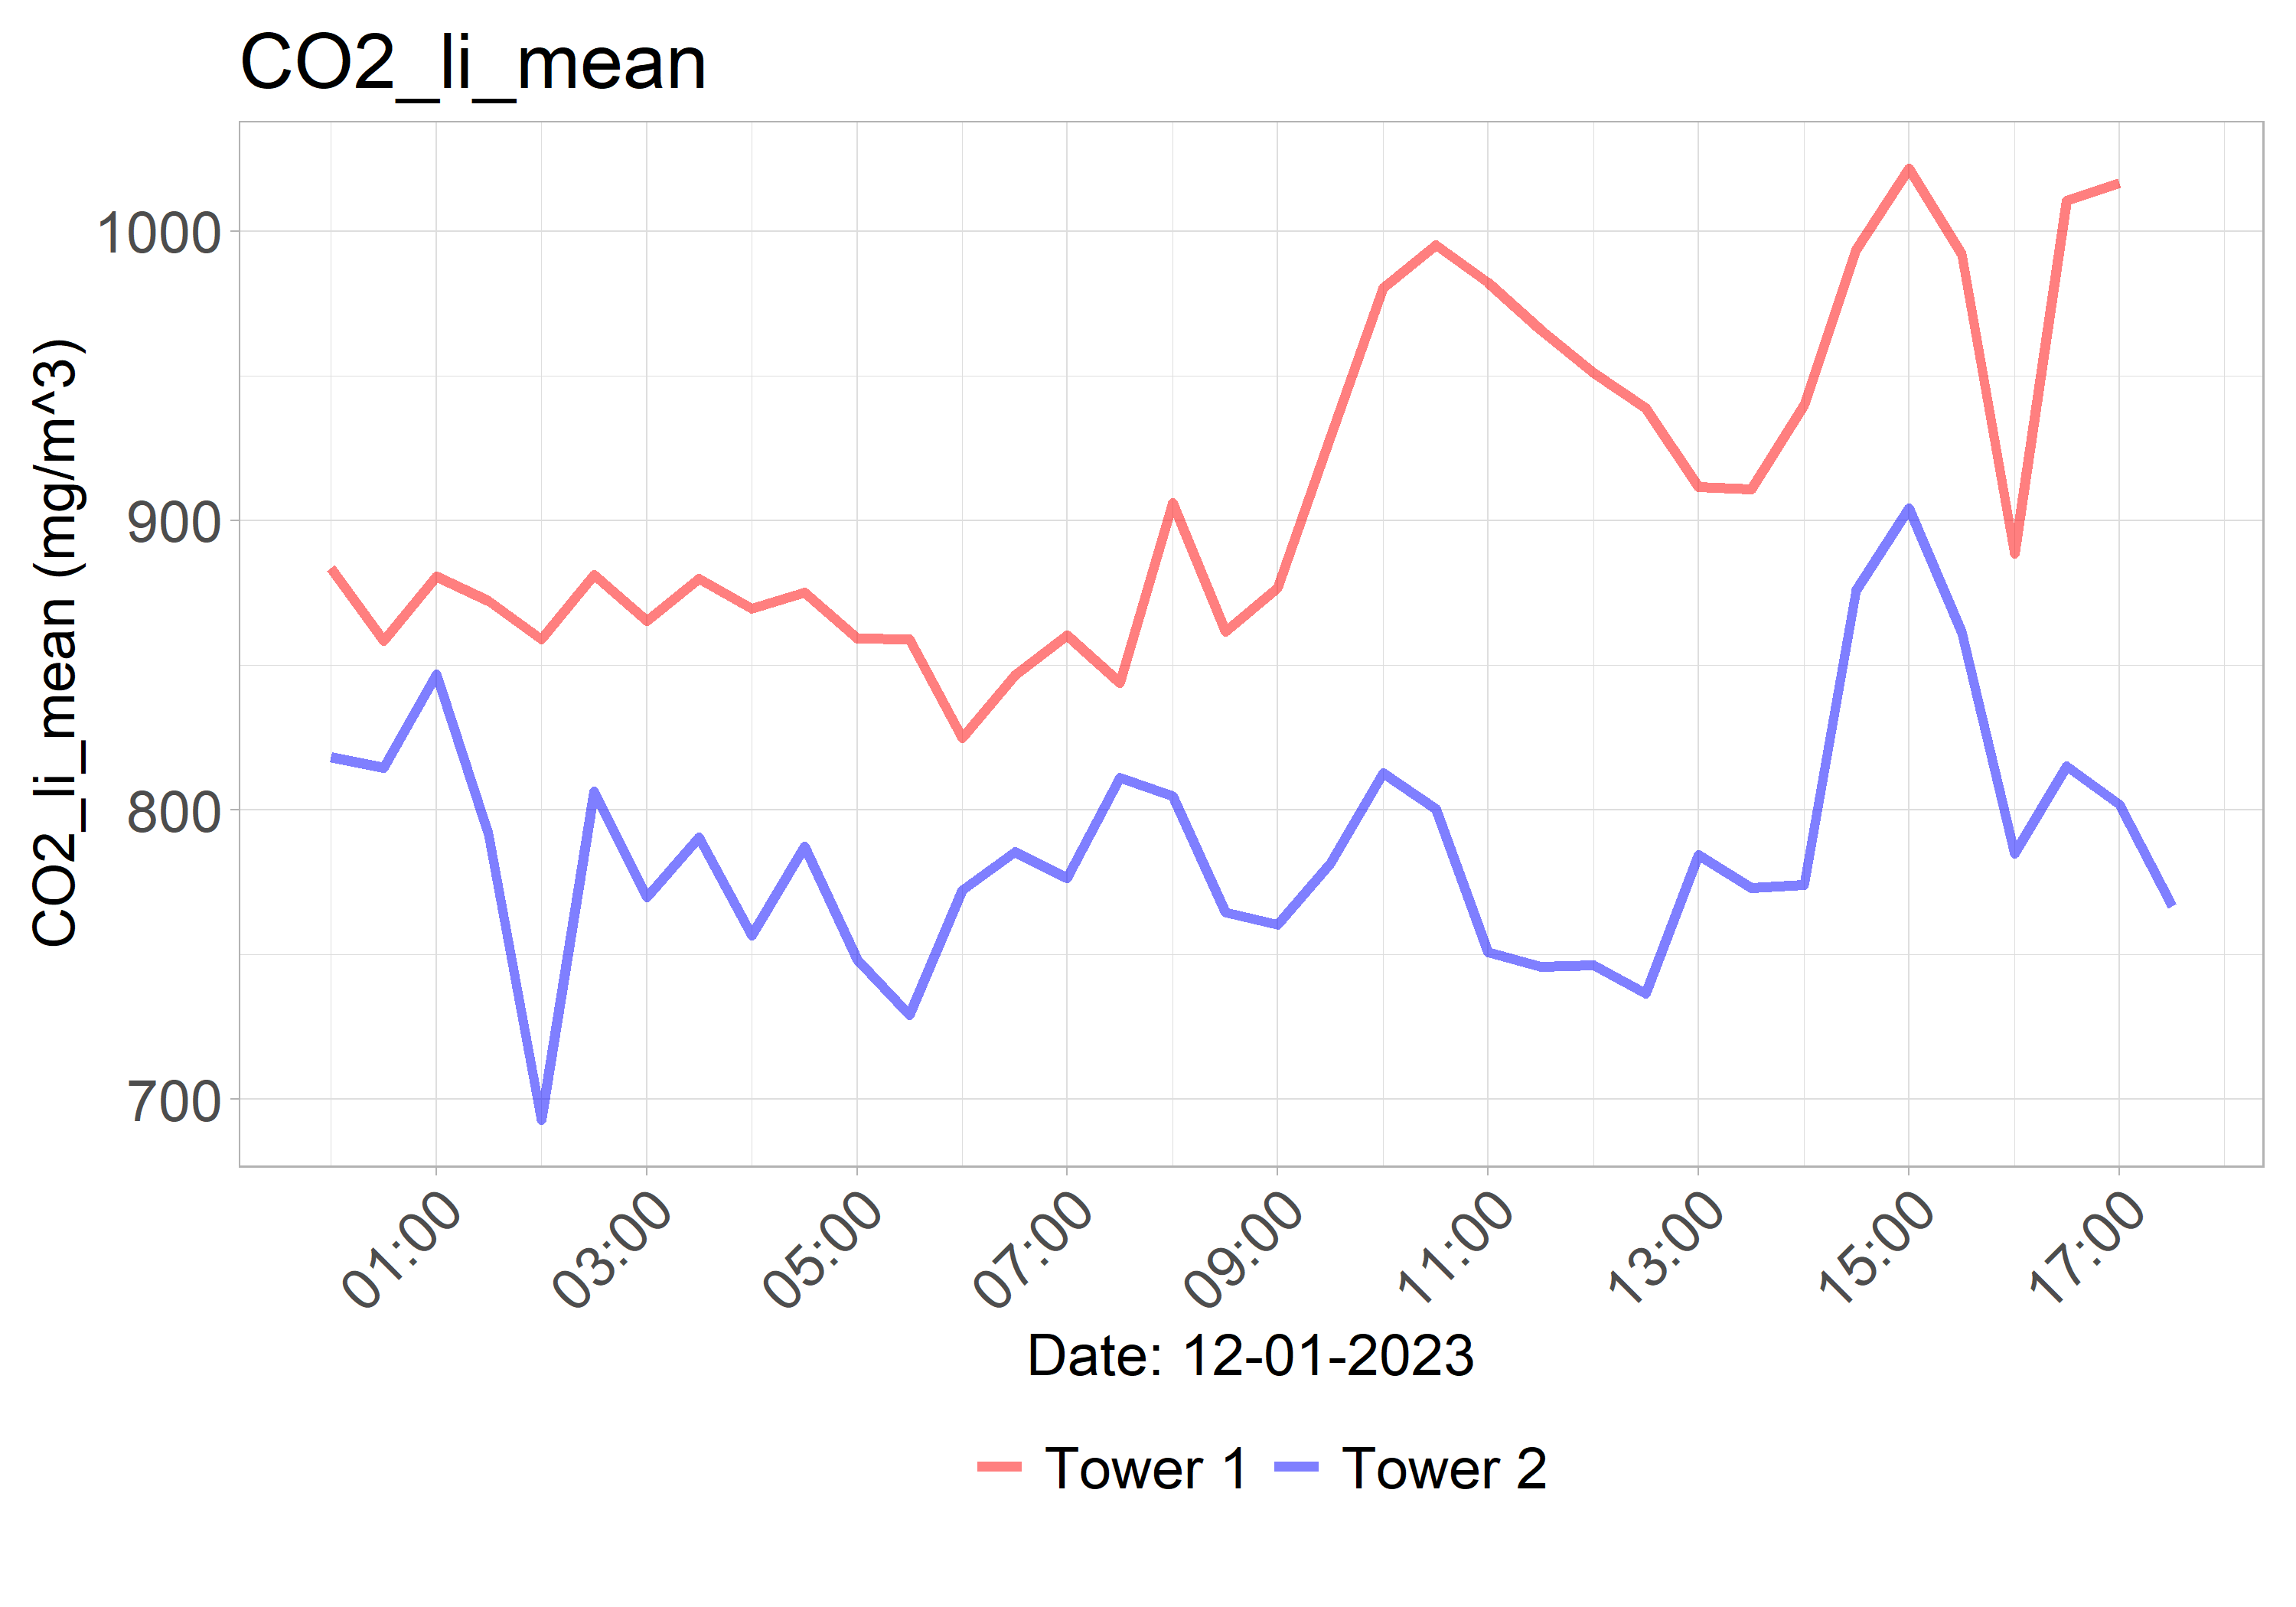 CO2_li_mean
CO2_li_mean (mg/m^3)
1000
900
800
700
01:00 03:00 05:00 07:00 09:00 11:00 13:00 15:00 17:00
Date: 12-01-2023
Tower 1 Tower 2